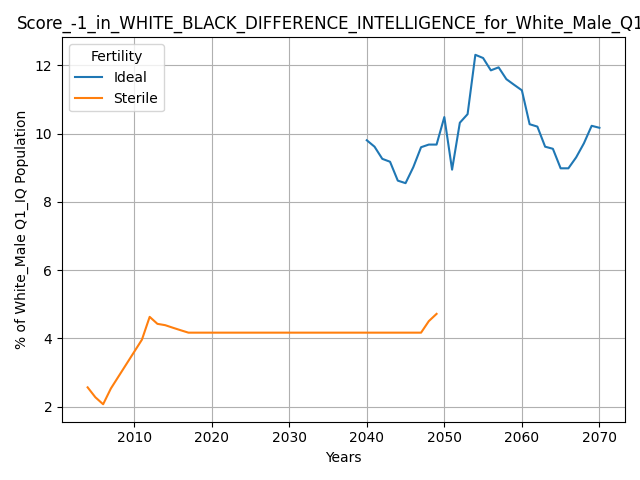 Score_-1_in_WHITE_BLACK_DIFFERENCE_INTELLIGENCE_for_White_Male_Q1
Fertility
Ideal
Sterile
% of White_Male Q1_IQ Population
12
10
8
6
4
2
2010 2020 2030 2040 2050 2060 2070
Years